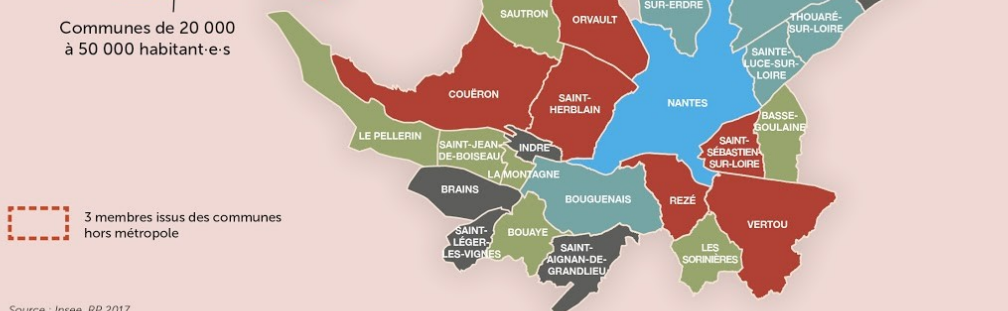 Communes de 20 000
à 50 000 habitant·e·s
SAUTRON
ORVAULT
SUR-ERDRE
THOUARÉ-
SUR-LOIRE
SAINTE-
LUCE-SUR-
LOIRE
COUËRON
SAINT-
HERBLAIN
NANTES
BASSE-
GOULAINE
LE PELLERIN
SAINT-JEAN-
DE-BOISEAU
INDRE
SAINT-
SÉBASTIEN-
SUR-LOIRE
LA MONTAGNE
BRAINS
BOUGUENAIS
REZÉ
VERTOU
3 membres issus des communes
hors métropole
SAINT-
LÉGER-
LES-VIGNES
BOUAYE
SAINT-
AIGNAN-DE-
GRANDLIEU
LES
SORINIÈRES
Source : Insee, RP 2017